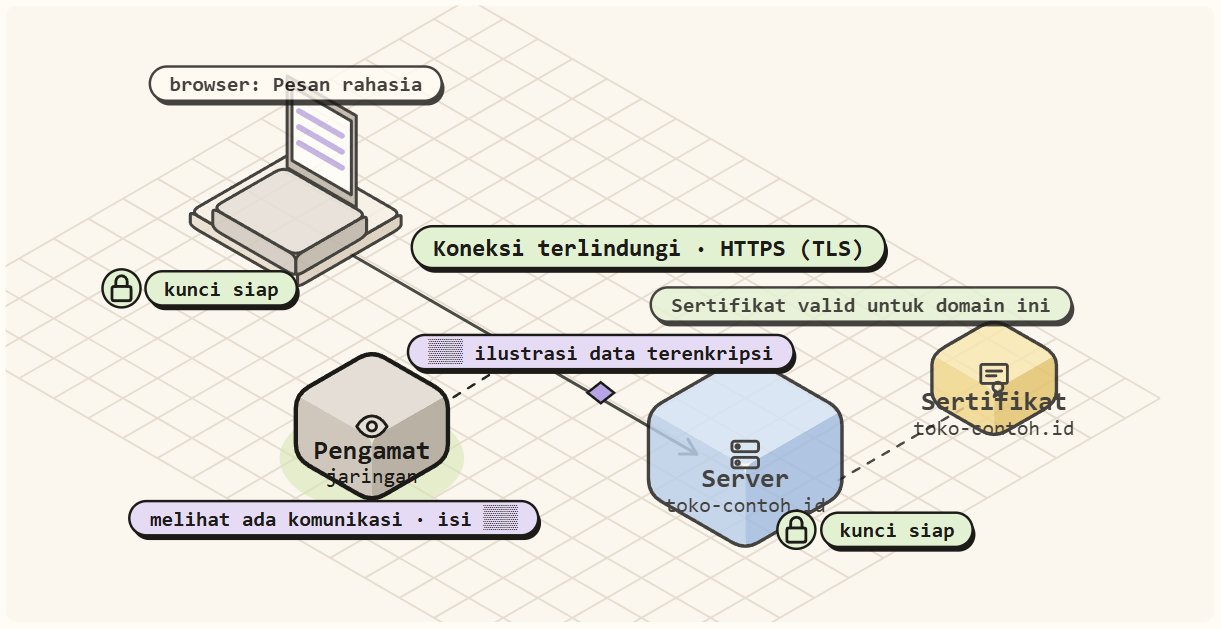 browser: Pesan rahasia
Koneksi terlindungi · HTTPS (TLS)
kunci siap
Sertifikat valid untuk domain ini
▒▒▒ ilustrasi data terenkripsi
Sertifikat
toko-contoh.id
Pengamat
jaringan
Server
toko-contoh.id
melihat ada komunikasi · isi ▒▒▒
kunci siap